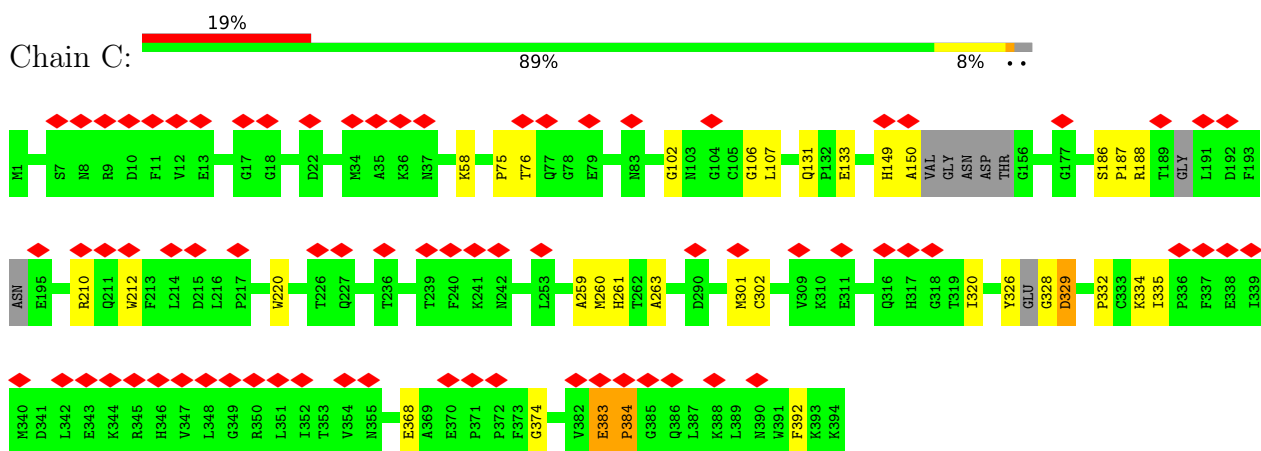 19%
Chain C:
89% 8% • •
M1 S7 N8 R9 D10 F11 V12 E13 G17 G18 D22 M34 A35 K36 N37 K58 P75 T76 Q77 G78 E79 N83 G102 N103 G104 C105 G106 L107 Q131 P132 E133 H149 A150 VAL GLY ASN ASP THR G156 G177 S186 P187 R188 T189 GLY L191 D192 F193
ASN E195 R210 Q211 W212 F213 L214 D215 L216 P217 W220 T226 Q227 T236 T239 F240 K241 N242 L253 A259 M260 H261 T262 A263 D290 M301 C302 V309 K310 E311 Q316 H317 G318 T319 I320 Y326 GLU G328 D329 P332 C333 K334 I335 P336 F337 E338 I339
M340 D341 L342 E343 K344 R345 H346 V347 L348 G349 R350 L351 I352 T353 V354 N355 E368 A369 E370 P371 P372 F373 G374 V382 E383 P384 G385 Q386 L387 K388 L389 N390 W391 F392 K393 K394